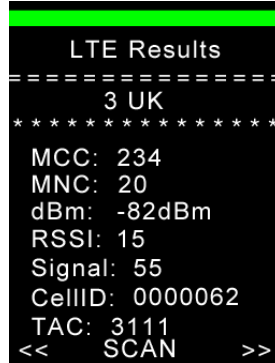 LTE Results
===============
3 UK
***************
MCC: 234
MNC: 20
dBm: -82dBm
RSSI: 15
Signal: 55
CellID: 0000062
TAC: 3111
<< SCAN >>